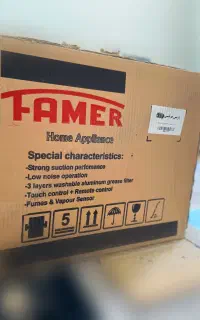 FAMER
Home Appliance
Special characteristics:
-Strong suction perfomance
-Low noise operation
-3 layers washable aluminum grease filter
-Touch control + Remote control
-Fumes & Vapour Sensor
5